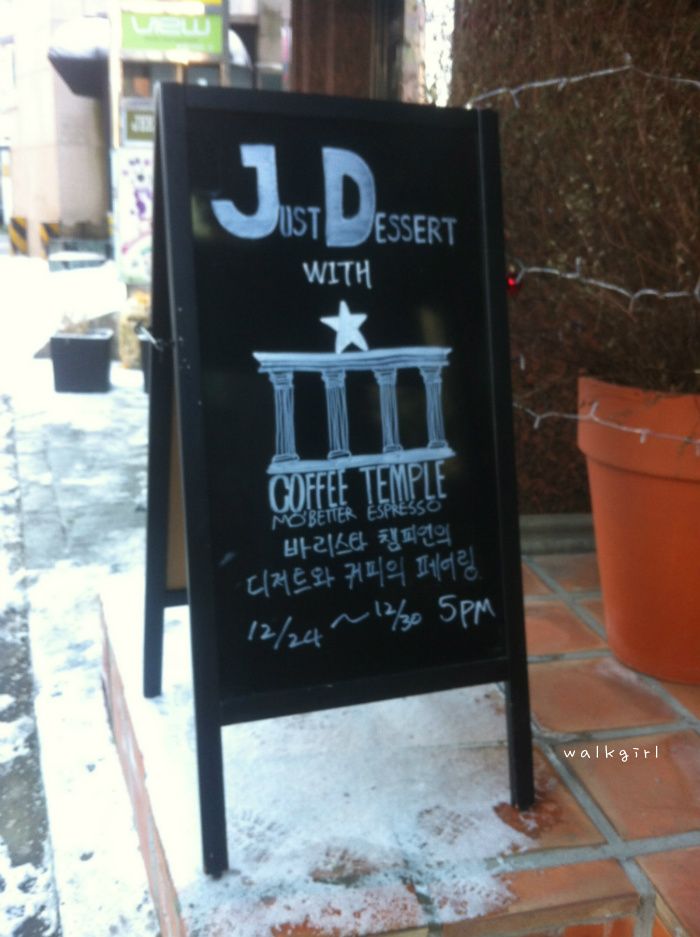 VIEW
JUST DESSERT
WITH
COFFEE TEMPLE
MO'BETTER ESPRESSO
바리스타 챔피언의
디저트와 커피의 페어링
12/24 ~ 12/30 5PM
walkgirl